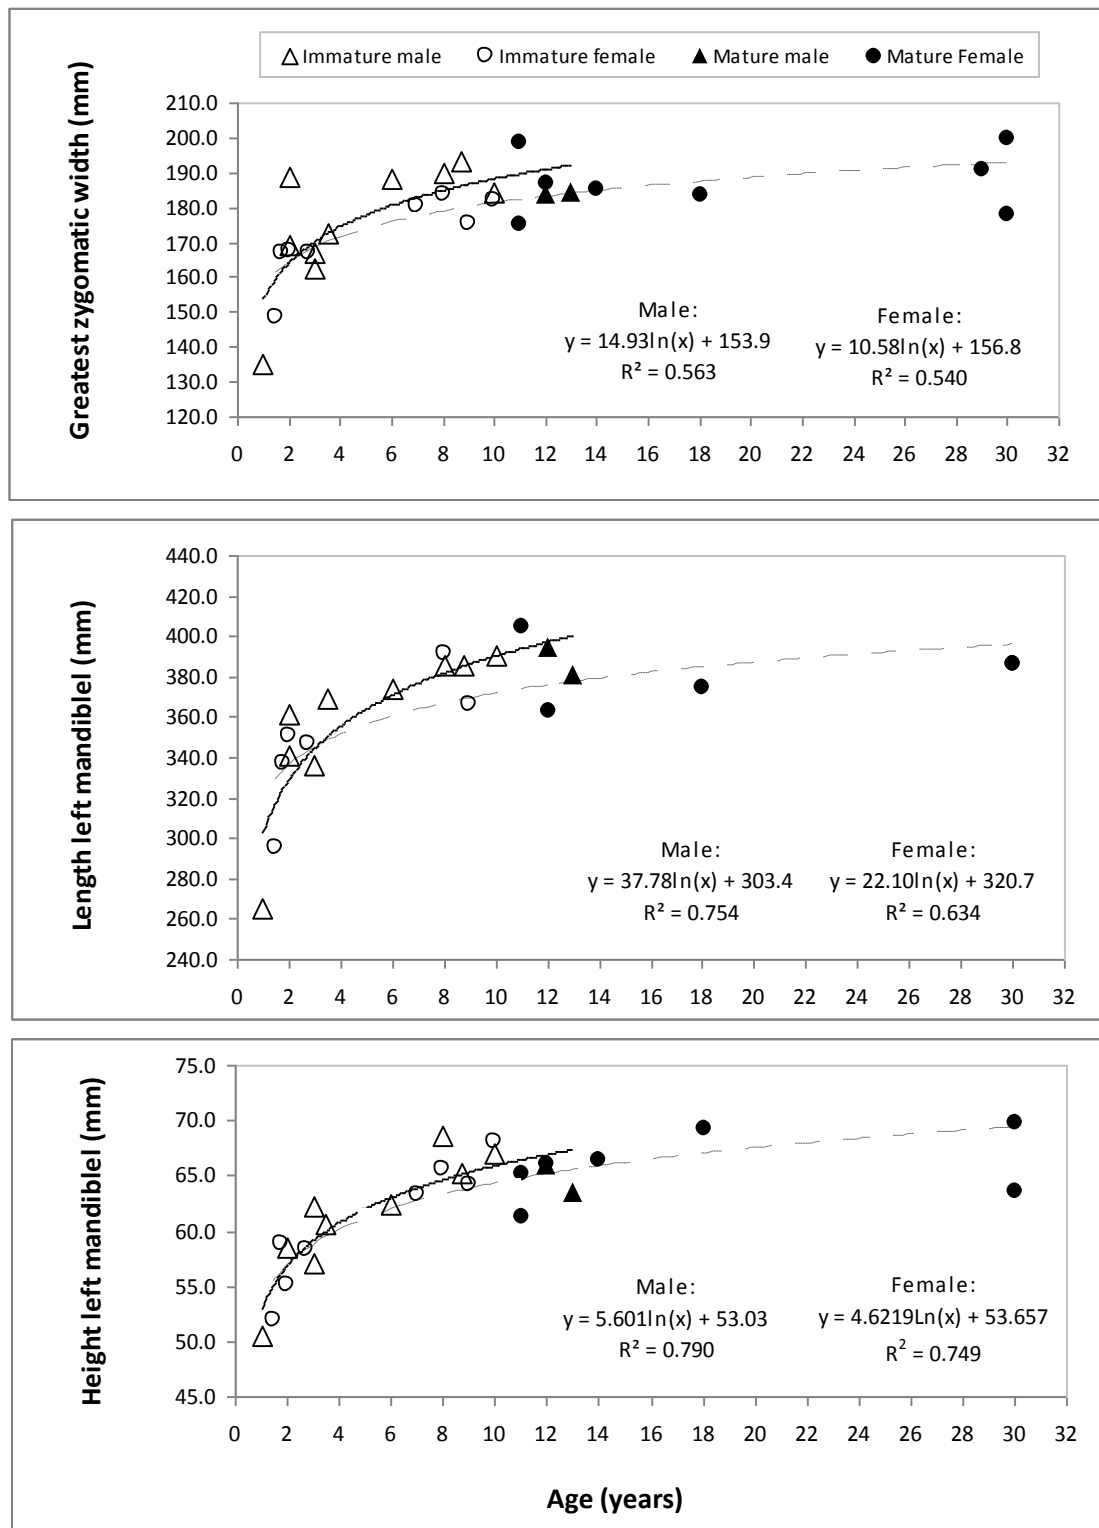 Immature male Immature female Mature male Mature Female
Greatest zygomatic width (mm)
210.0
200.0
190.0
180.0
170.0
160.0
150.0
140.0
130.0
120.0
Male: Female:
y = 14.93ln(x) + 153.9 y = 10.58ln(x) + 156.8
R² = 0.563 R² = 0.540
0 2 4 6 8 10 12 14 16 18 20 22 24 26 28 30 32
Length left mandiblel (mm)
440.0
420.0
400.0
380.0
360.0
340.0
320.0
300.0
280.0
260.0
240.0
Male: Female:
y = 37.78ln(x) + 303.4 y = 22.10ln(x) + 320.7
R² = 0.754 R² = 0.634
0 2 4 6 8 10 12 14 16 18 20 22 24 26 28 30 32
Height left mandiblel (mm)
75.0
70.0
65.0
60.0
55.0
50.0
45.0
Male: Female:
y = 5.601ln(x) + 53.03 y = 4.6219Ln(x) + 53.657
R² = 0.790 R² = 0.749
0 2 4 6 8 10 12 14 16 18 20 22 24 26 28 30 32
Age (years)